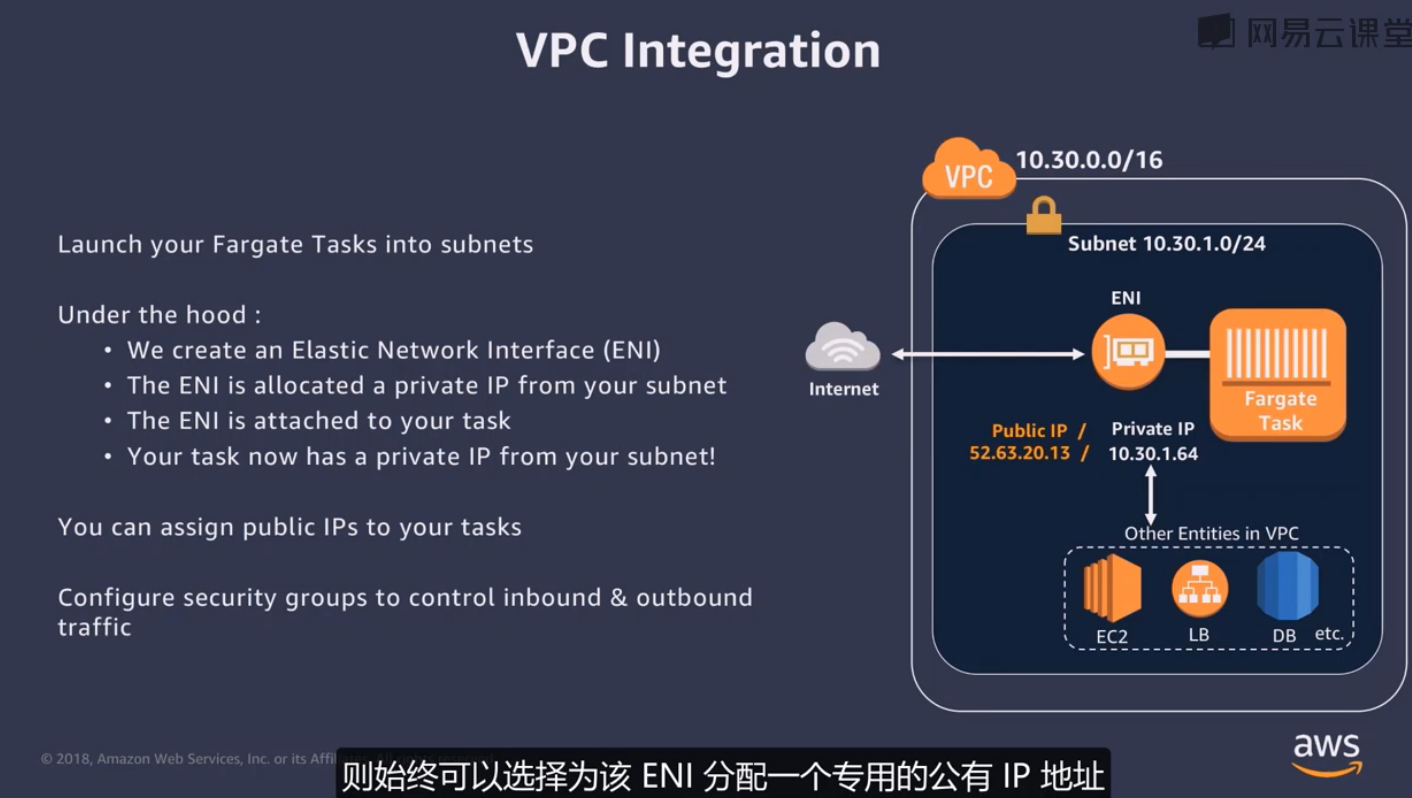 VPC Integration
网易云课堂
VPC
10.30.0.0/16
Launch your Fargate Tasks into subnets
Under the hood :
• We create an Elastic Network Interface (ENI)
• The ENI is allocated a private IP from your subnet
• The ENI is attached to your task
• Your task now has a private IP from your subnet!
You can assign public IPs to your tasks
Configure security groups to control inbound & outbound
traffic
Subnet 10.30.1.0/24
ENI
Internet
Fargate
Task
Public IP / Private IP
52.63.20.13 / 10.30.1.64
Other Entities in VPC
EC2 LB DB etc.
© 2018, Amazon Web Services, Inc. or its
aws
则始终可以选择为该 ENI 分配一个专用的公有 IP 地址